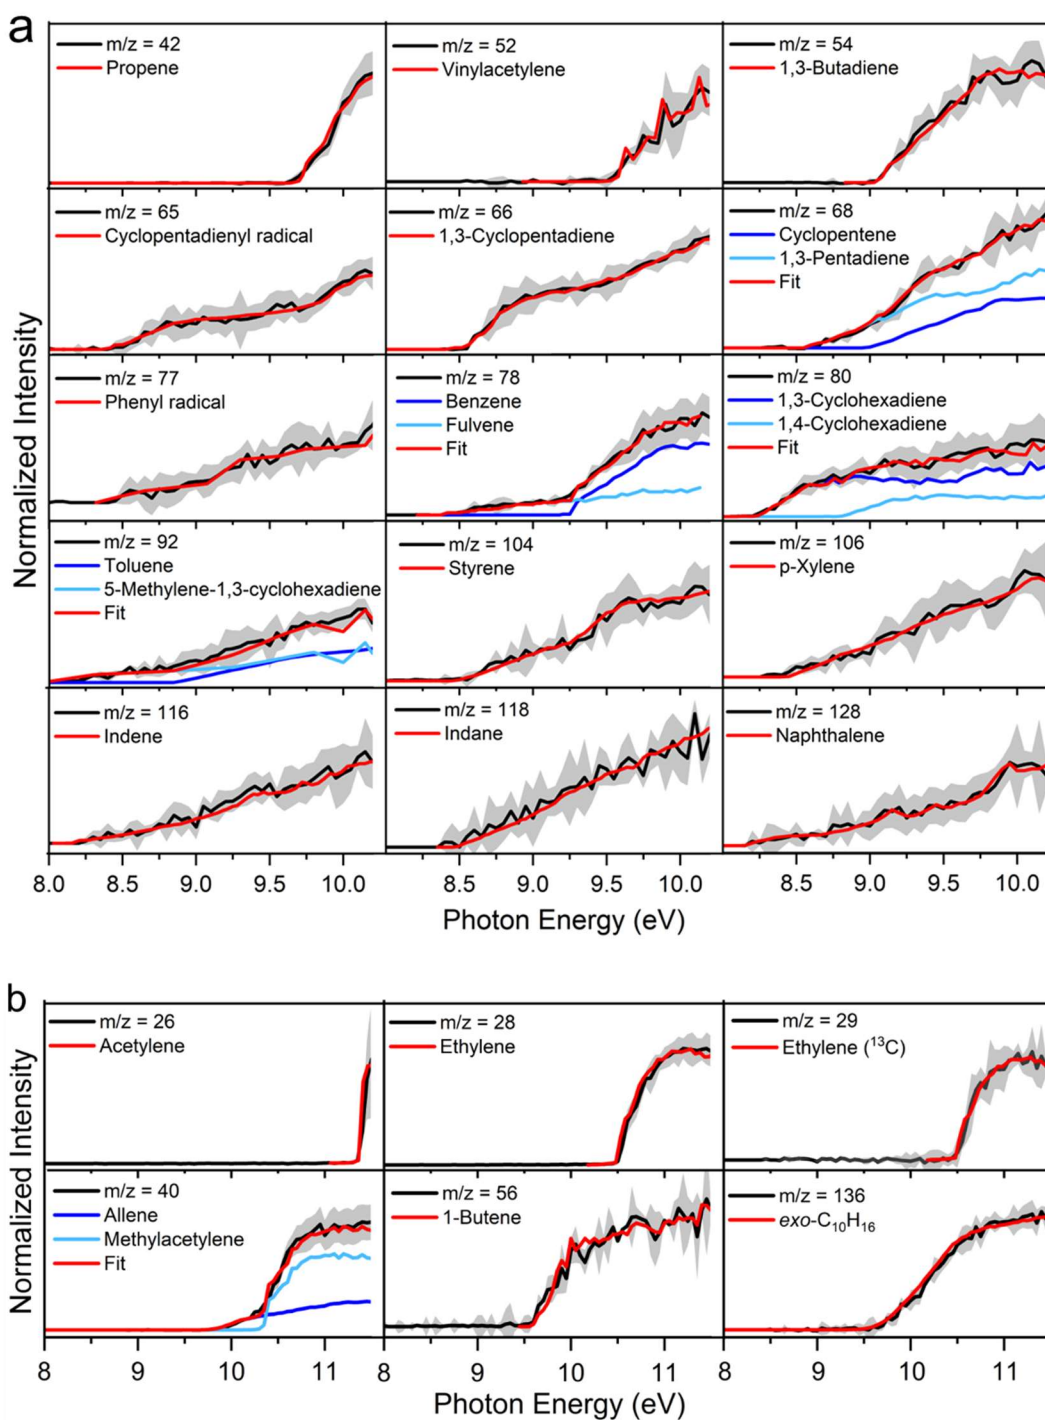 a
m/z = 42
Propene
m/z = 52
Vinylacetylene
m/z = 54
1,3-Butadiene
m/z = 65
Cyclopentadienyl radical
m/z = 66
1,3-Cyclopentadiene
m/z = 68
Cyclopentene
1,3-Pentadiene
Fit
m/z = 77
Phenyl radical
m/z = 78
Benzene
Fulvene
Fit
m/z = 80
1,3-Cyclohexadiene
1,4-Cyclohexadiene
Fit
m/z = 92
Toluene
5-Methylene-1,3-cyclohexadiene
Fit
m/z = 104
Styrene
m/z = 106
p-Xylene
m/z = 116
Indene
m/z = 118
Indane
m/z = 128
Naphthalene
Normalized Intensity
8.0 8.5 9.0 9.5 10.0 8.5 9.0 9.5 10.0 8.5 9.0 9.5 10.0
Photon Energy (eV)
b
m/z = 26
Acetylene
m/z = 28
Ethylene
m/z = 29
Ethylene (¹³C)
m/z = 40
Allene
Methylacetylene
Fit
m/z = 56
1-Butene
m/z = 136
exo-C₁₀H₁₆
Normalized Intensity
8 9 10 11 9 10 11 9 10 11
Photon Energy (eV)